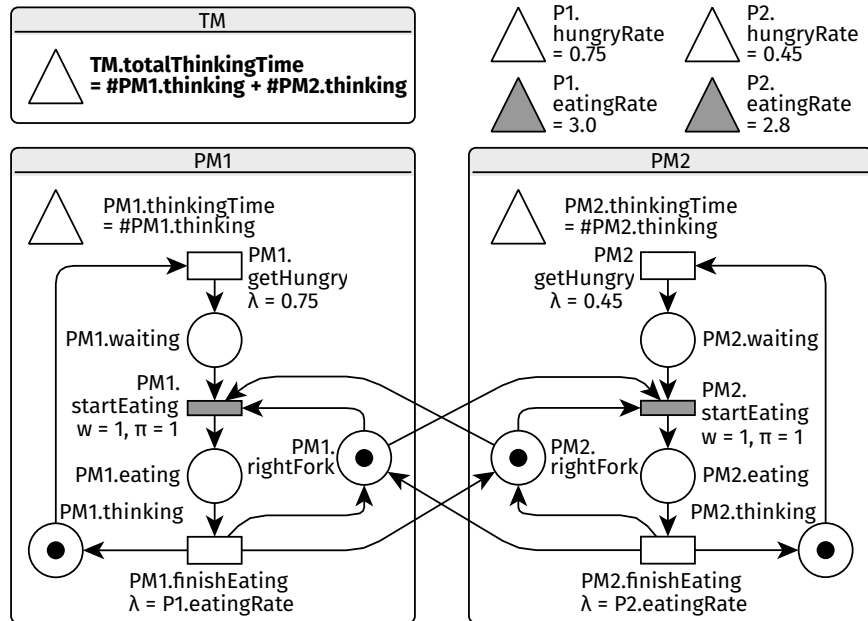 TM
TM.totalThinkingTime
= #PM1.thinking + #PM2.thinking
P1.
hungryRate
= 0.75
P2.
hungryRate
= 0.45
P1.
eatingRate
= 3.0
P2.
eatingRate
= 2.8
PM1
PM1.thinkingTime
= #PM1.thinking
PM1.
getHungry
λ = 0.75
PM1.waiting
PM1.
startEating
w = 1, π = 1
PM1.
rightFork
PM1.eating
PM1.thinking
PM1.finishEating
λ = P1.eatingRate
PM2
PM2.thinkingTime
= #PM2.thinking
PM2
getHungry
λ = 0.45
PM2.waiting
PM2.
startEating
w = 1, π = 1
PM2.
rightFork
PM2.eating
PM2.thinking
PM2.finishEating
λ = P2.eatingRate